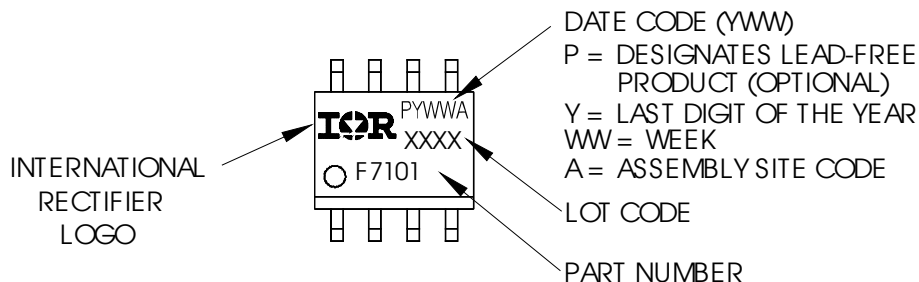 DATE CODE (YWW)
P = DESIGNATES LEAD-FREE
PRODUCT (OPTIONAL)
Y = LAST DIGIT OF THE YEAR
WW = WEEK
A = ASSEMBLY SITE CODE
LOT CODE
PART NUMBER
INTERNATIONAL
RECTIFIER
LOGO
IOR
PYWWA
XXXX
F7101